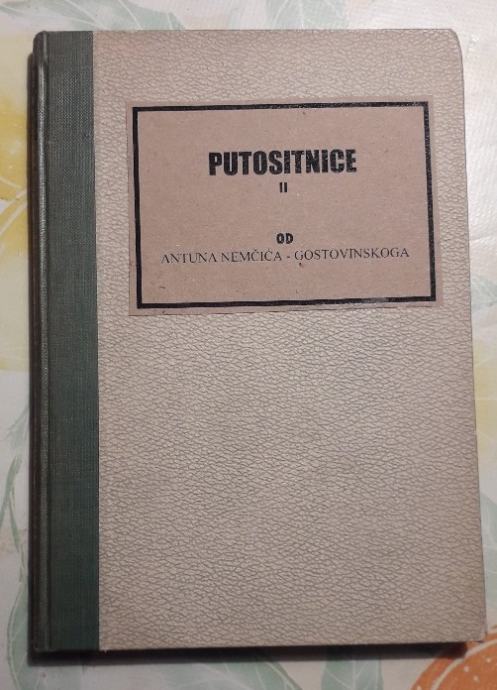 PUTOSITNICE
II
OD
ANTUNA NEMČIĆA - GOSTOVINSKOGA